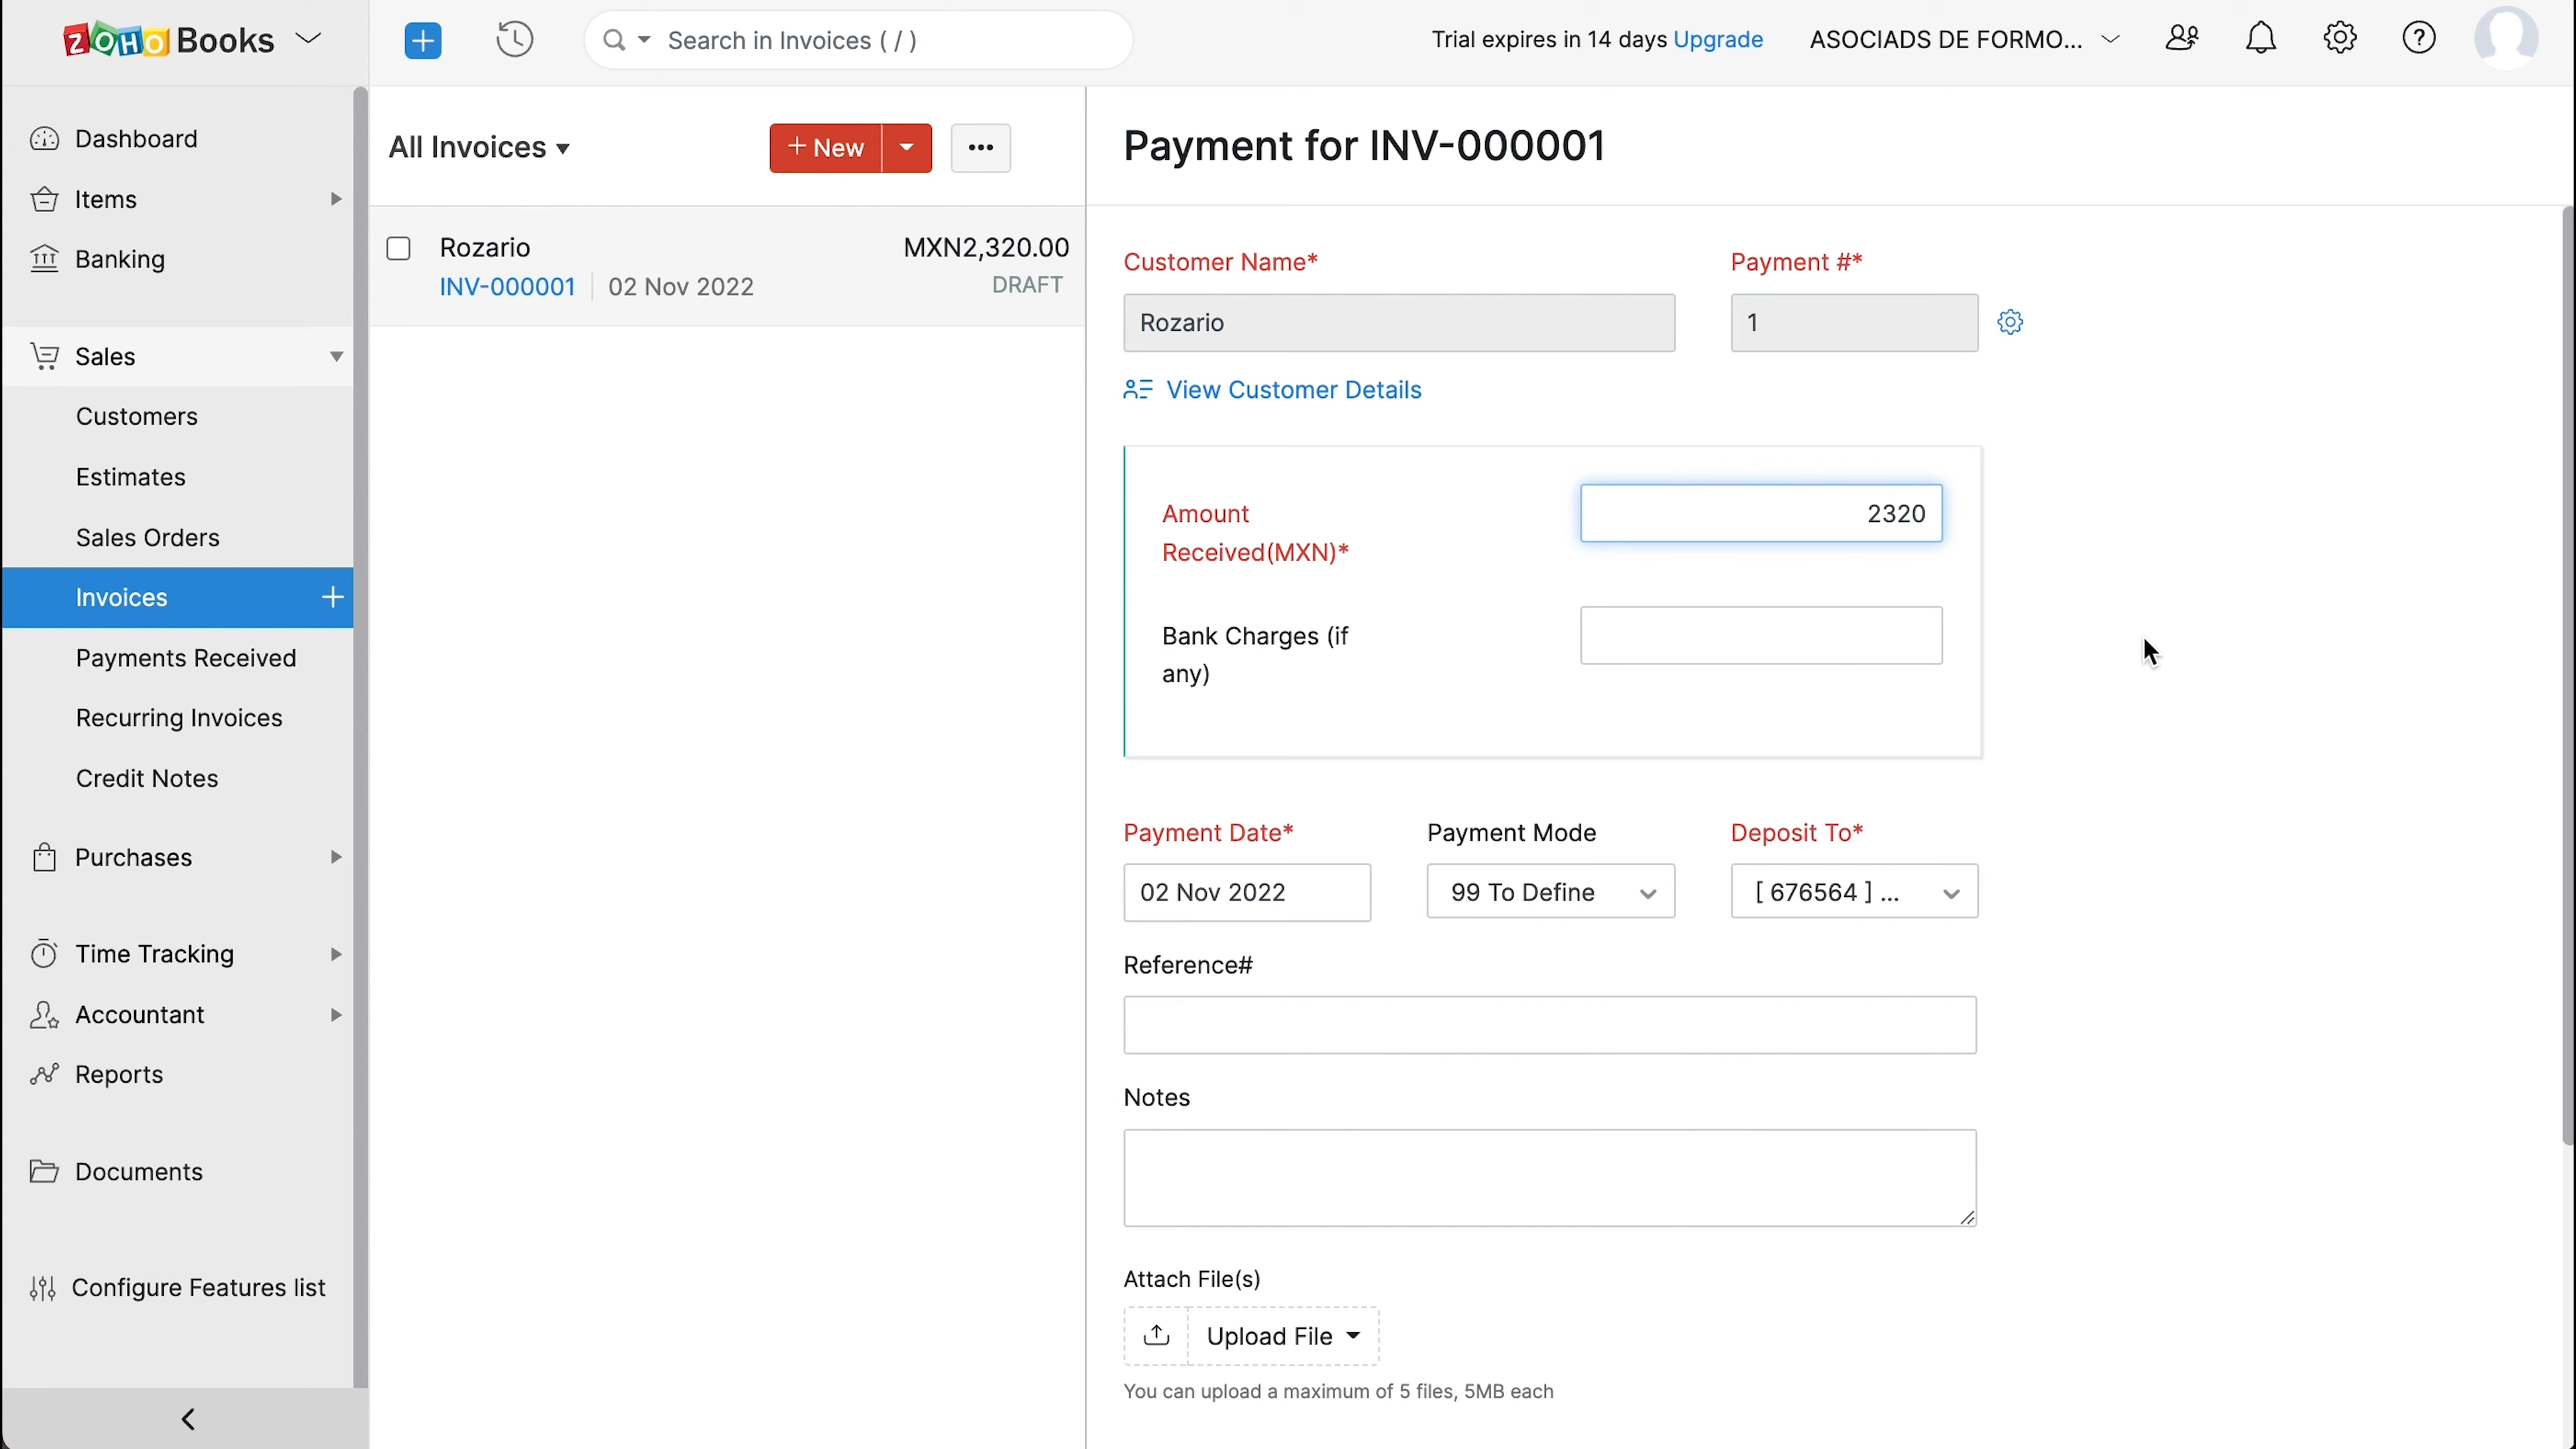 ZOHO Books
Search in Invoices ( / )
Trial expires in 14 days Upgrade
ASOCIADS DE FORMO...
Dashboard
Items
Banking
Sales
Customers
Estimates
Sales Orders
Invoices
Payments Received
Recurring Invoices
Credit Notes
Purchases
Time Tracking
Accountant
Reports
Documents
Configure Features list
All Invoices
+ New
Rozario
MXN2,320.00
INV-000001
02 Nov 2022
DRAFT
Payment for INV-000001
Customer Name*
Payment #*
Rozario
1
View Customer Details
Amount
Received(MXN)*
2320
Bank Charges (if
any)
Payment Date*
Payment Mode
Deposit To*
02 Nov 2022
99 To Define
[ 676564 ] ...
Reference#
Notes
Attach File(s)
Upload File
You can upload a maximum of 5 files, 5MB each